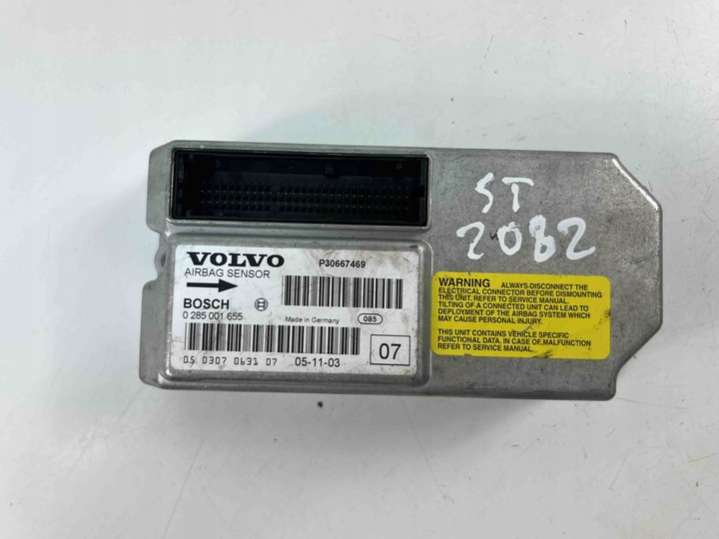 ST
2082
VOLVO
AIRBAG SENSOR
P30667469
BOSCH
0 285 001 655
Made in Germany
085
05 0307 0631 07
05-11-03
07
WARNING ALWAYS-DISCONNECT THE
ELECTRICAL CONNECTOR BEFORE DISMOUNTING
THIS UNIT. REFER TO SERVICE MANUAL.
TILTING OF A CONNECTED UNIT CAN LEAD TO
DEPLOYMENT OF THE AIRBAG SYSTEM WHICH
MAY CAUSE PERSONAL INJURY.
THIS UNIT CONTAINS VEHICLE SPECIFIC
FUNCTIONAL DATA. IN CASE OF MALFUNCTION
REFER TO SERVICE MANUAL.